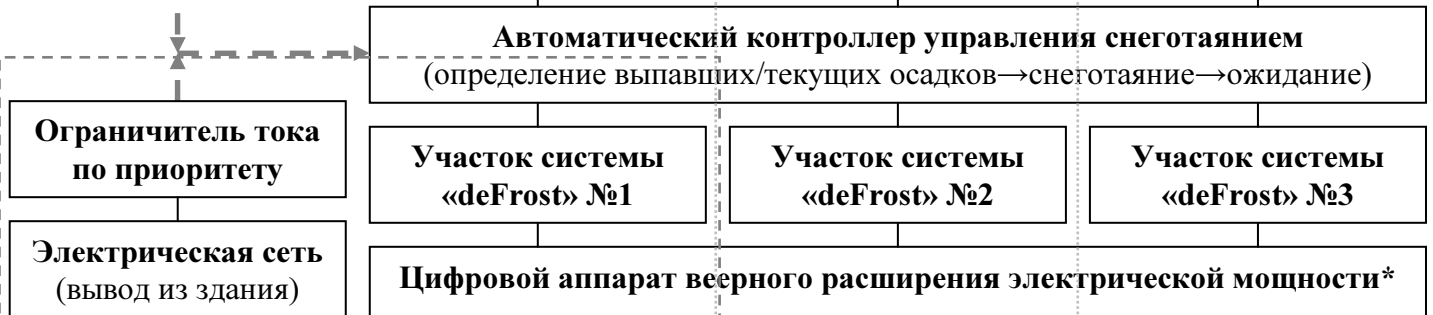 Автоматический контроллер управления снеготаянием
(определение выпавших/текущих осадков→снеготаяние→ожидание)
Ограничитель тока
по приоритету
Участок системы
«deFrost» №1
Участок системы
«deFrost» №2
Участок системы
«deFrost» №3
Электрическая сеть
(вывод из здания)
Цифровой аппарат веерного расширения электрической мощности*